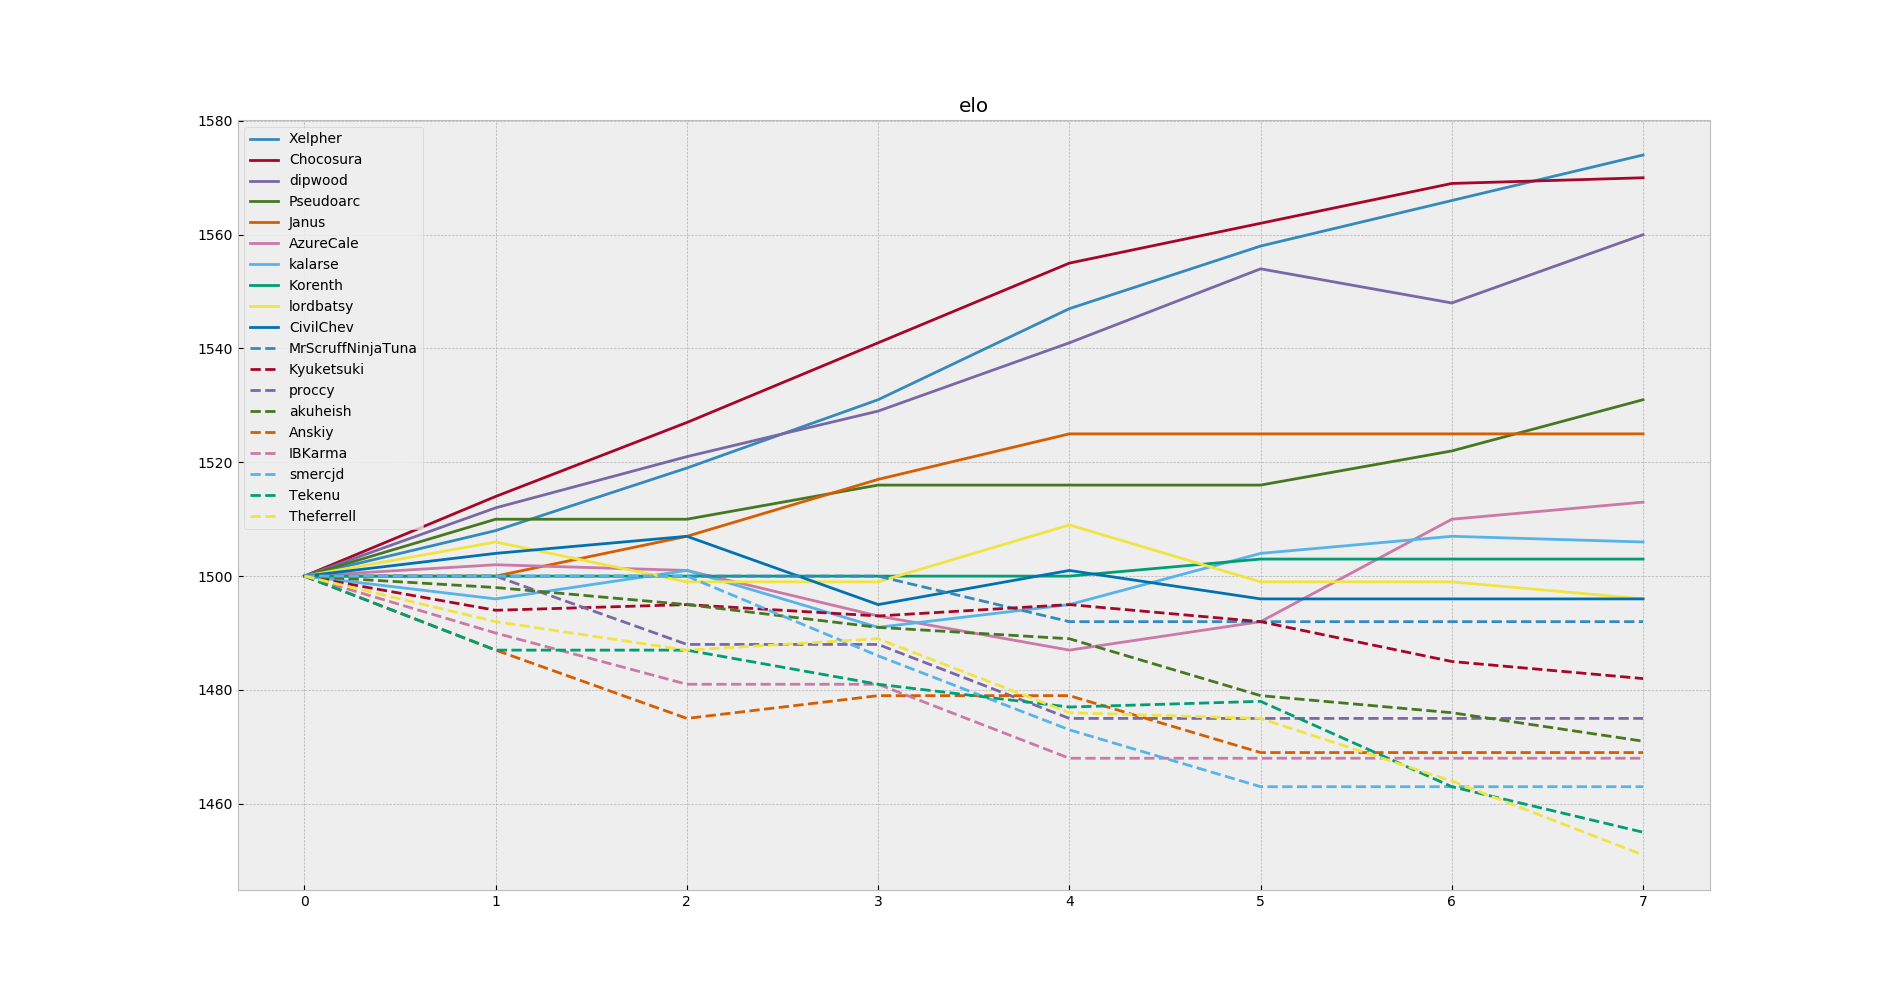 elo
1580
1560
1540
1520
1500
1480
1460
Xelpher
Chocosura
dipwood
Pseudoarc
Janus
AzureCale
kalarse
Korenth
lordbatsy
CivilChev
MrScruffNinjaTuna
Kyuketsuki
proccy
akuheish
Anskiy
IBKarma
smercjd
Tekenu
Theferrell
0 1 2 3 4 5 6 7